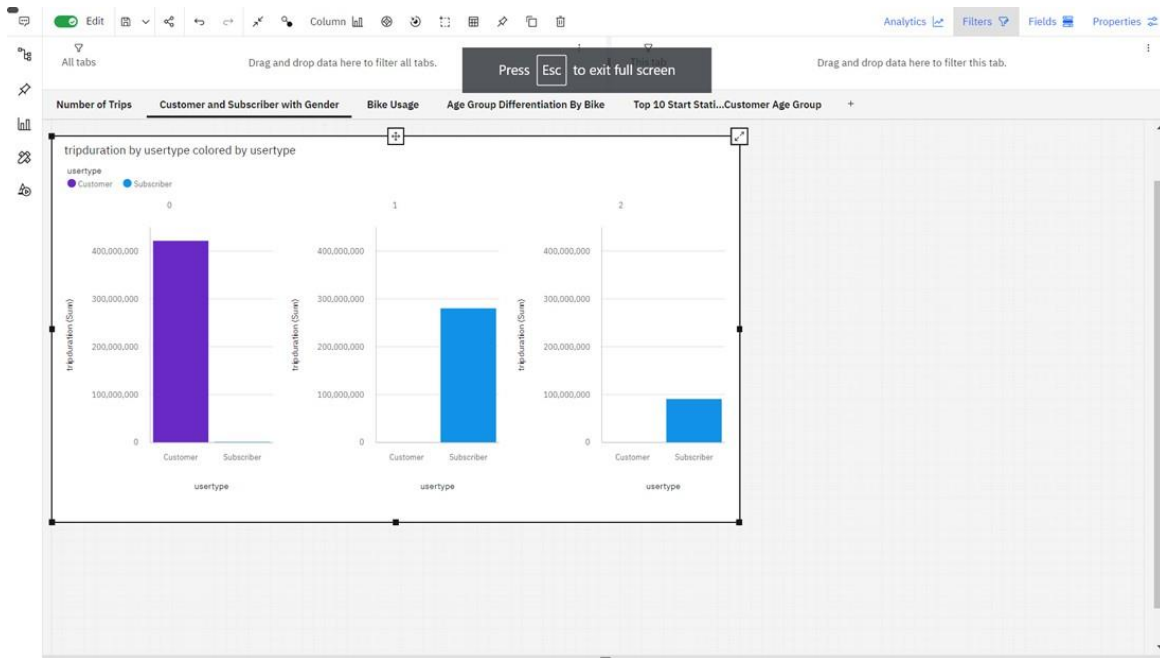 Edit Column Analytics Filters Fields Properties
All tabs Drag and drop data here to filter all tabs. Drag and drop data here to filter this tab.
Press Esc to exit full screen
Number of Trips Customer and Subscriber with Gender Bike Usage Age Group Differentiation By Bike Top 10 Start Stati...Customer Age Group +
tripduration by usertype colored by usertype
usertype
Customer Subscriber
0 1 2
400,000,000 400,000,000 400,000,000
300,000,000 300,000,000 300,000,000
tripduration (Sum) tripduration (Sum) tripduration (Sum)
200,000,000 200,000,000 200,000,000
100,000,000 100,000,000 100,000,000
0 0 0
Customer Subscriber Customer Subscriber Customer Subscriber
usertype usertype usertype